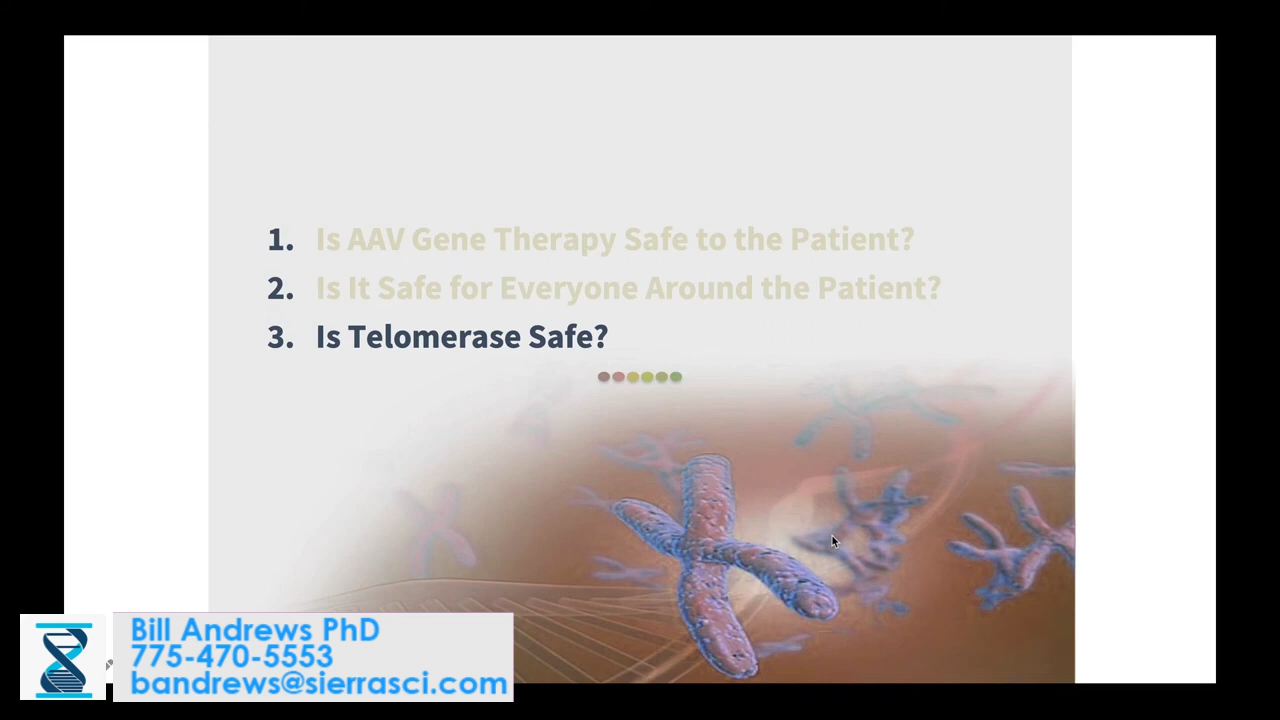 1. Is AAV Gene Therapy Safe to the Patient?
2. Is It Safe for Everyone Around the Patient?
3. Is Telomerase Safe?
Bill Andrews PhD
775-470-5553
bandrews@sierrasci.com